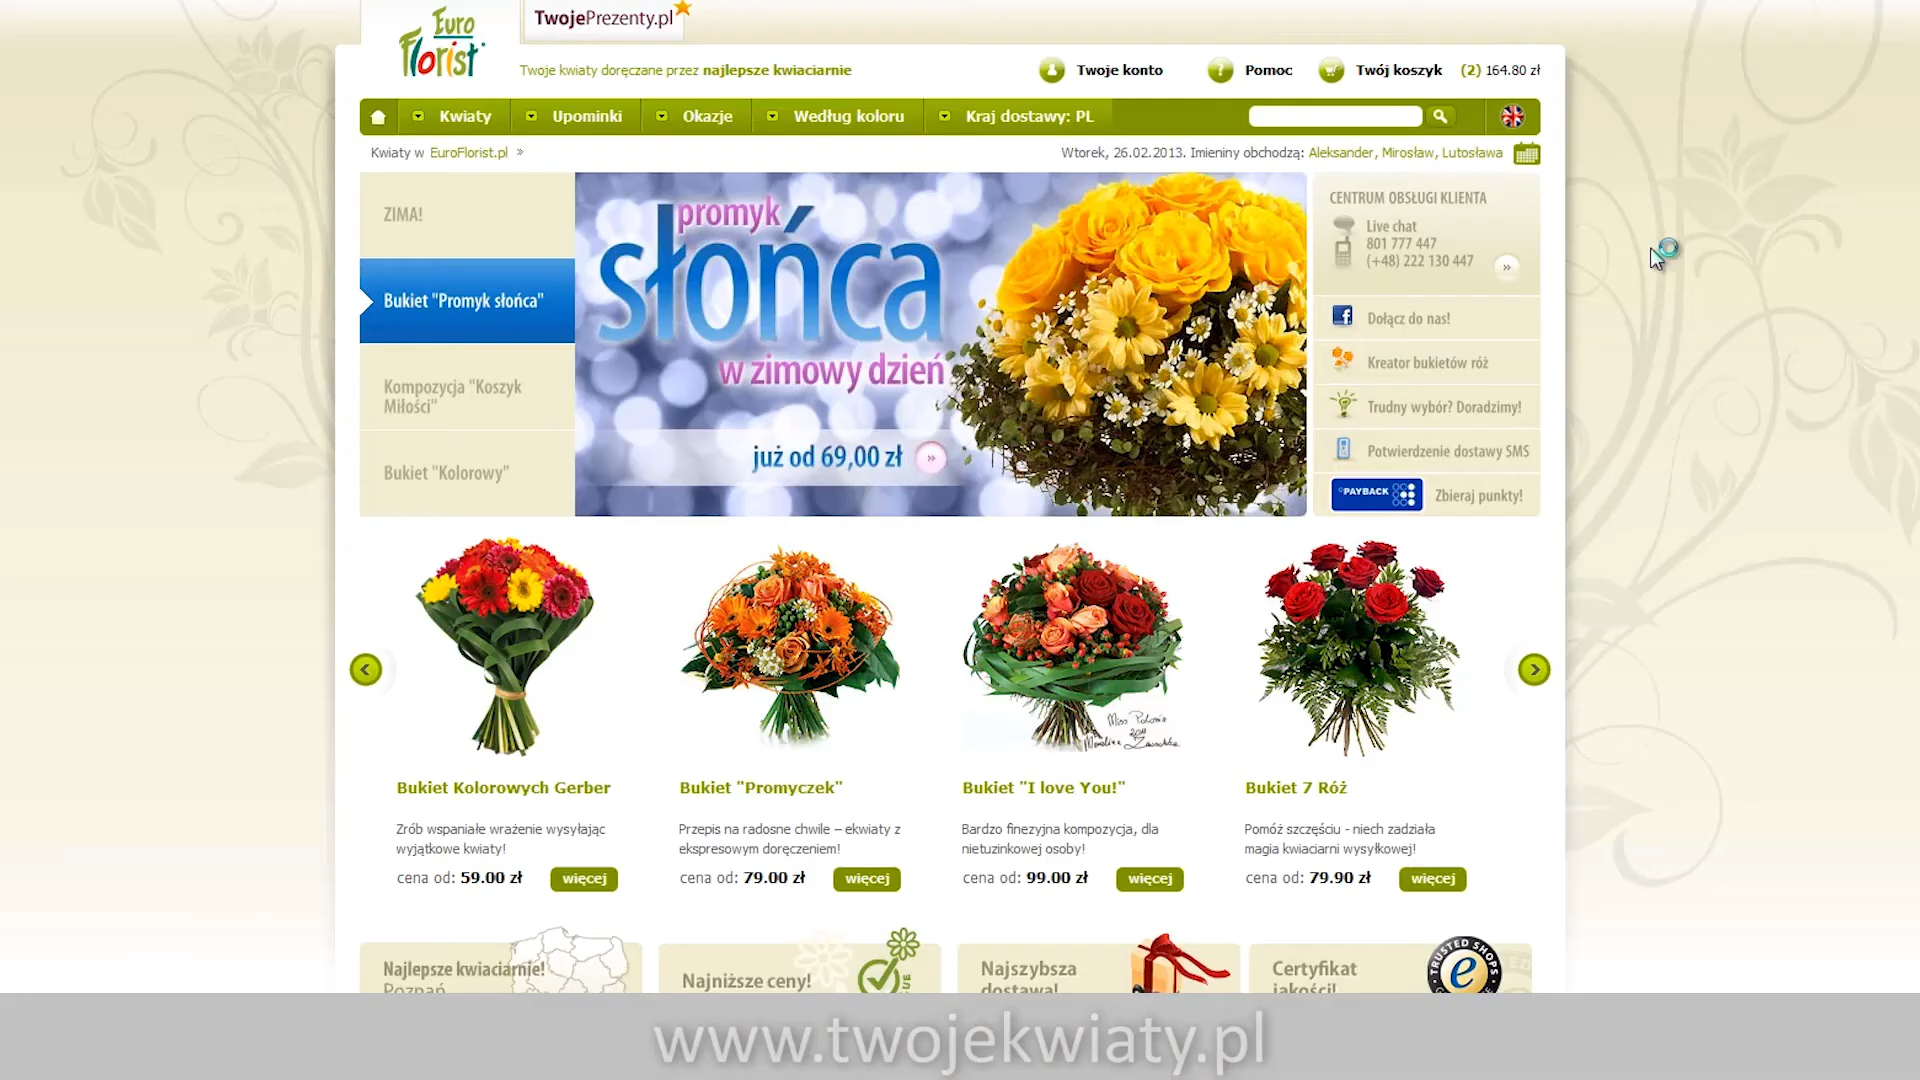 Euro
Florist
TwojePrezenty.pl
Twoje kwiaty doręczane przez najlepsze kwiaciarnie
Twoje konto
Pomoc
Twój koszyk (2) 164.80 zł
Kwiaty
Upominki
Okazje
Według koloru
Kraj dostawy: PL
Kwiaty w EuroFlorist.pl »
Wtorek, 26.02.2013. Imieniny obchodzą: Aleksander, Mirosław, Lutosława
ZIMA!
Bukiet "Promyk słońca"
Kompozycja "Koszyk
Miłości"
Bukiet "Kolorowy"
promyk
słońca
w zimowy dzień
już od 69,00 zł »
CENTRUM OBSŁUGI KLIENTA
Live chat
801 777 447
(+48) 222 130 447 »
Dołącz do nas!
Kreator bukietów róż
Trudny wybór? Doradzimy!
Potwierdzenie dostawy SMS
PAYBACK Zbieraj punkty!
Miss Polonia
2011
Bukiet Kolorowych Gerber
Zrób wspaniałe wrażenie wysyłając
wyjątkowe kwiaty!
cena od: 59.00 zł więcej
Bukiet "Promyczek"
Przepis na radosne chwile – ekwiaty z
ekspresowym doręczeniem!
cena od: 79.00 zł więcej
Bukiet "I love You!"
Bardzo finezyjna kompozycja, dla
nietuzinkowej osoby!
cena od: 99.00 zł więcej
Bukiet 7 Róż
Pomóż szczęściu - niech zadziała
magia kwiaciarni wysyłkowej!
cena od: 79.90 zł więcej
Najlepsze kwiaciarnie!
Poznań
Najniższe ceny!
Najszybsza
dostawa!
Certyfikat
jakości!
TRUSTED SHOPS
e
www.twojekwiaty.pl